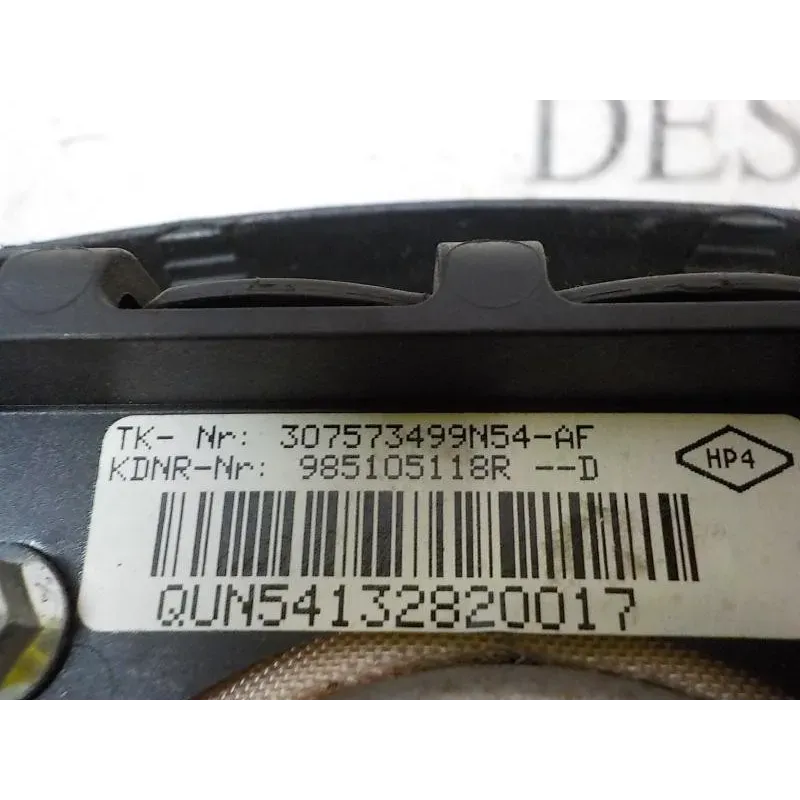 DES
TK- Nr: 307573499N54-AF
KDNR-Nr: 985105118R --D
HP4
QUN54132820017